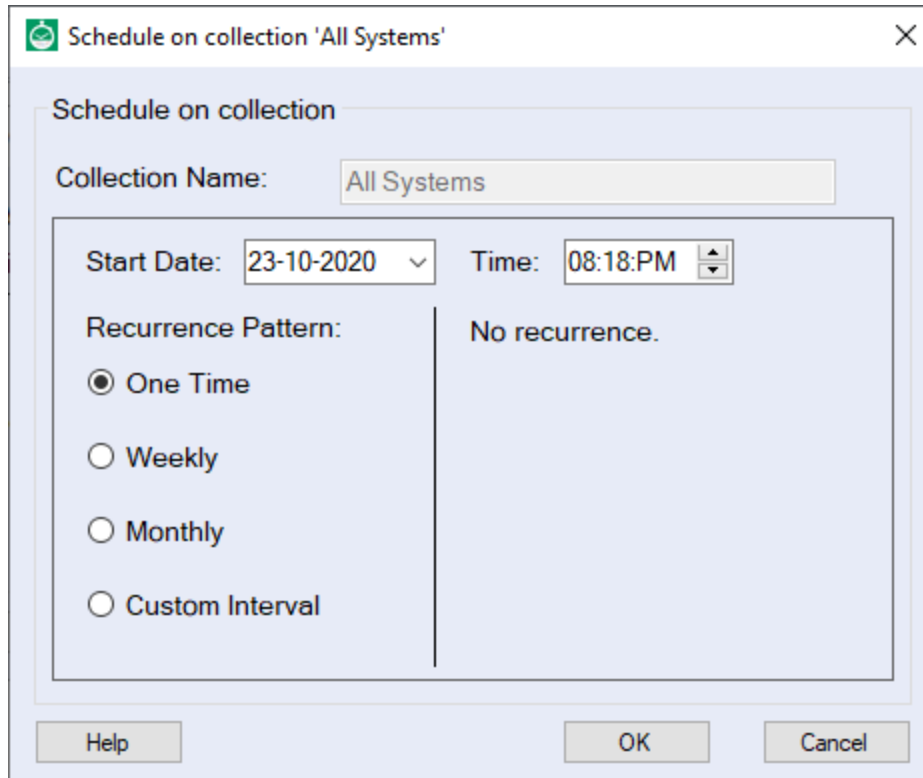 Schedule on collection 'All Systems'
Schedule on collection
Collection Name: All Systems
Start Date: 23-10-2020 Time: 08:18:PM
Recurrence Pattern:
No recurrence.
One Time
Weekly
Monthly
Custom Interval
Help OK Cancel